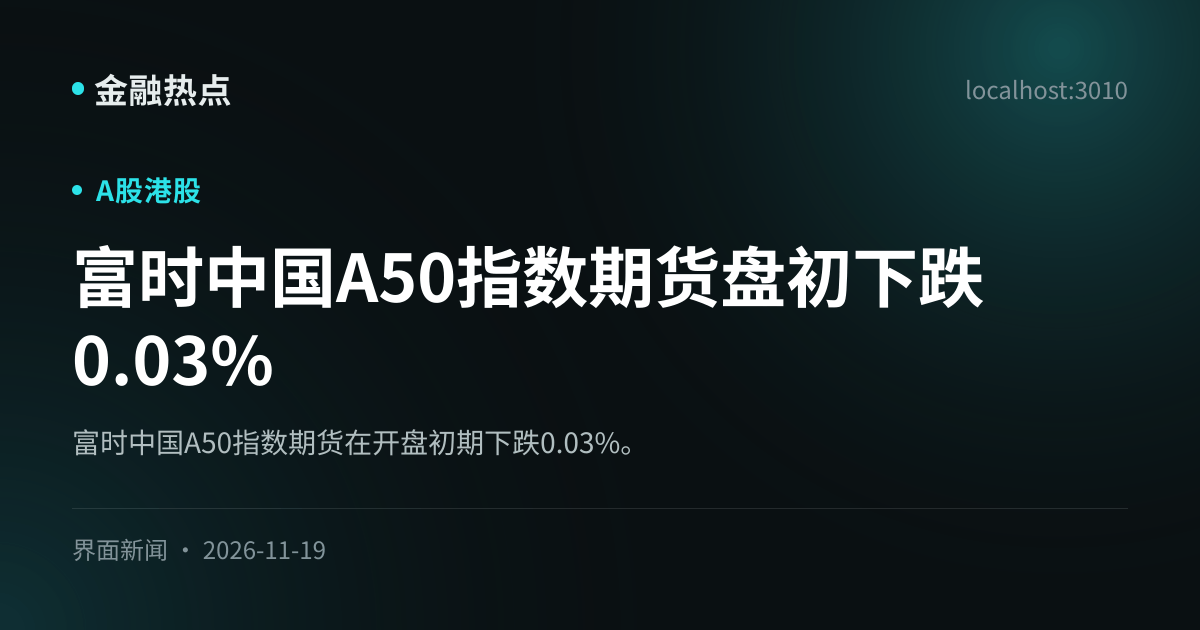 金融热点
localhost:3010
A股港股
富时中国A50指数期货盘初下跌
0.03%
富时中国A50指数期货在开盘初期下跌0.03%。
界面新闻 • 2026-11-19